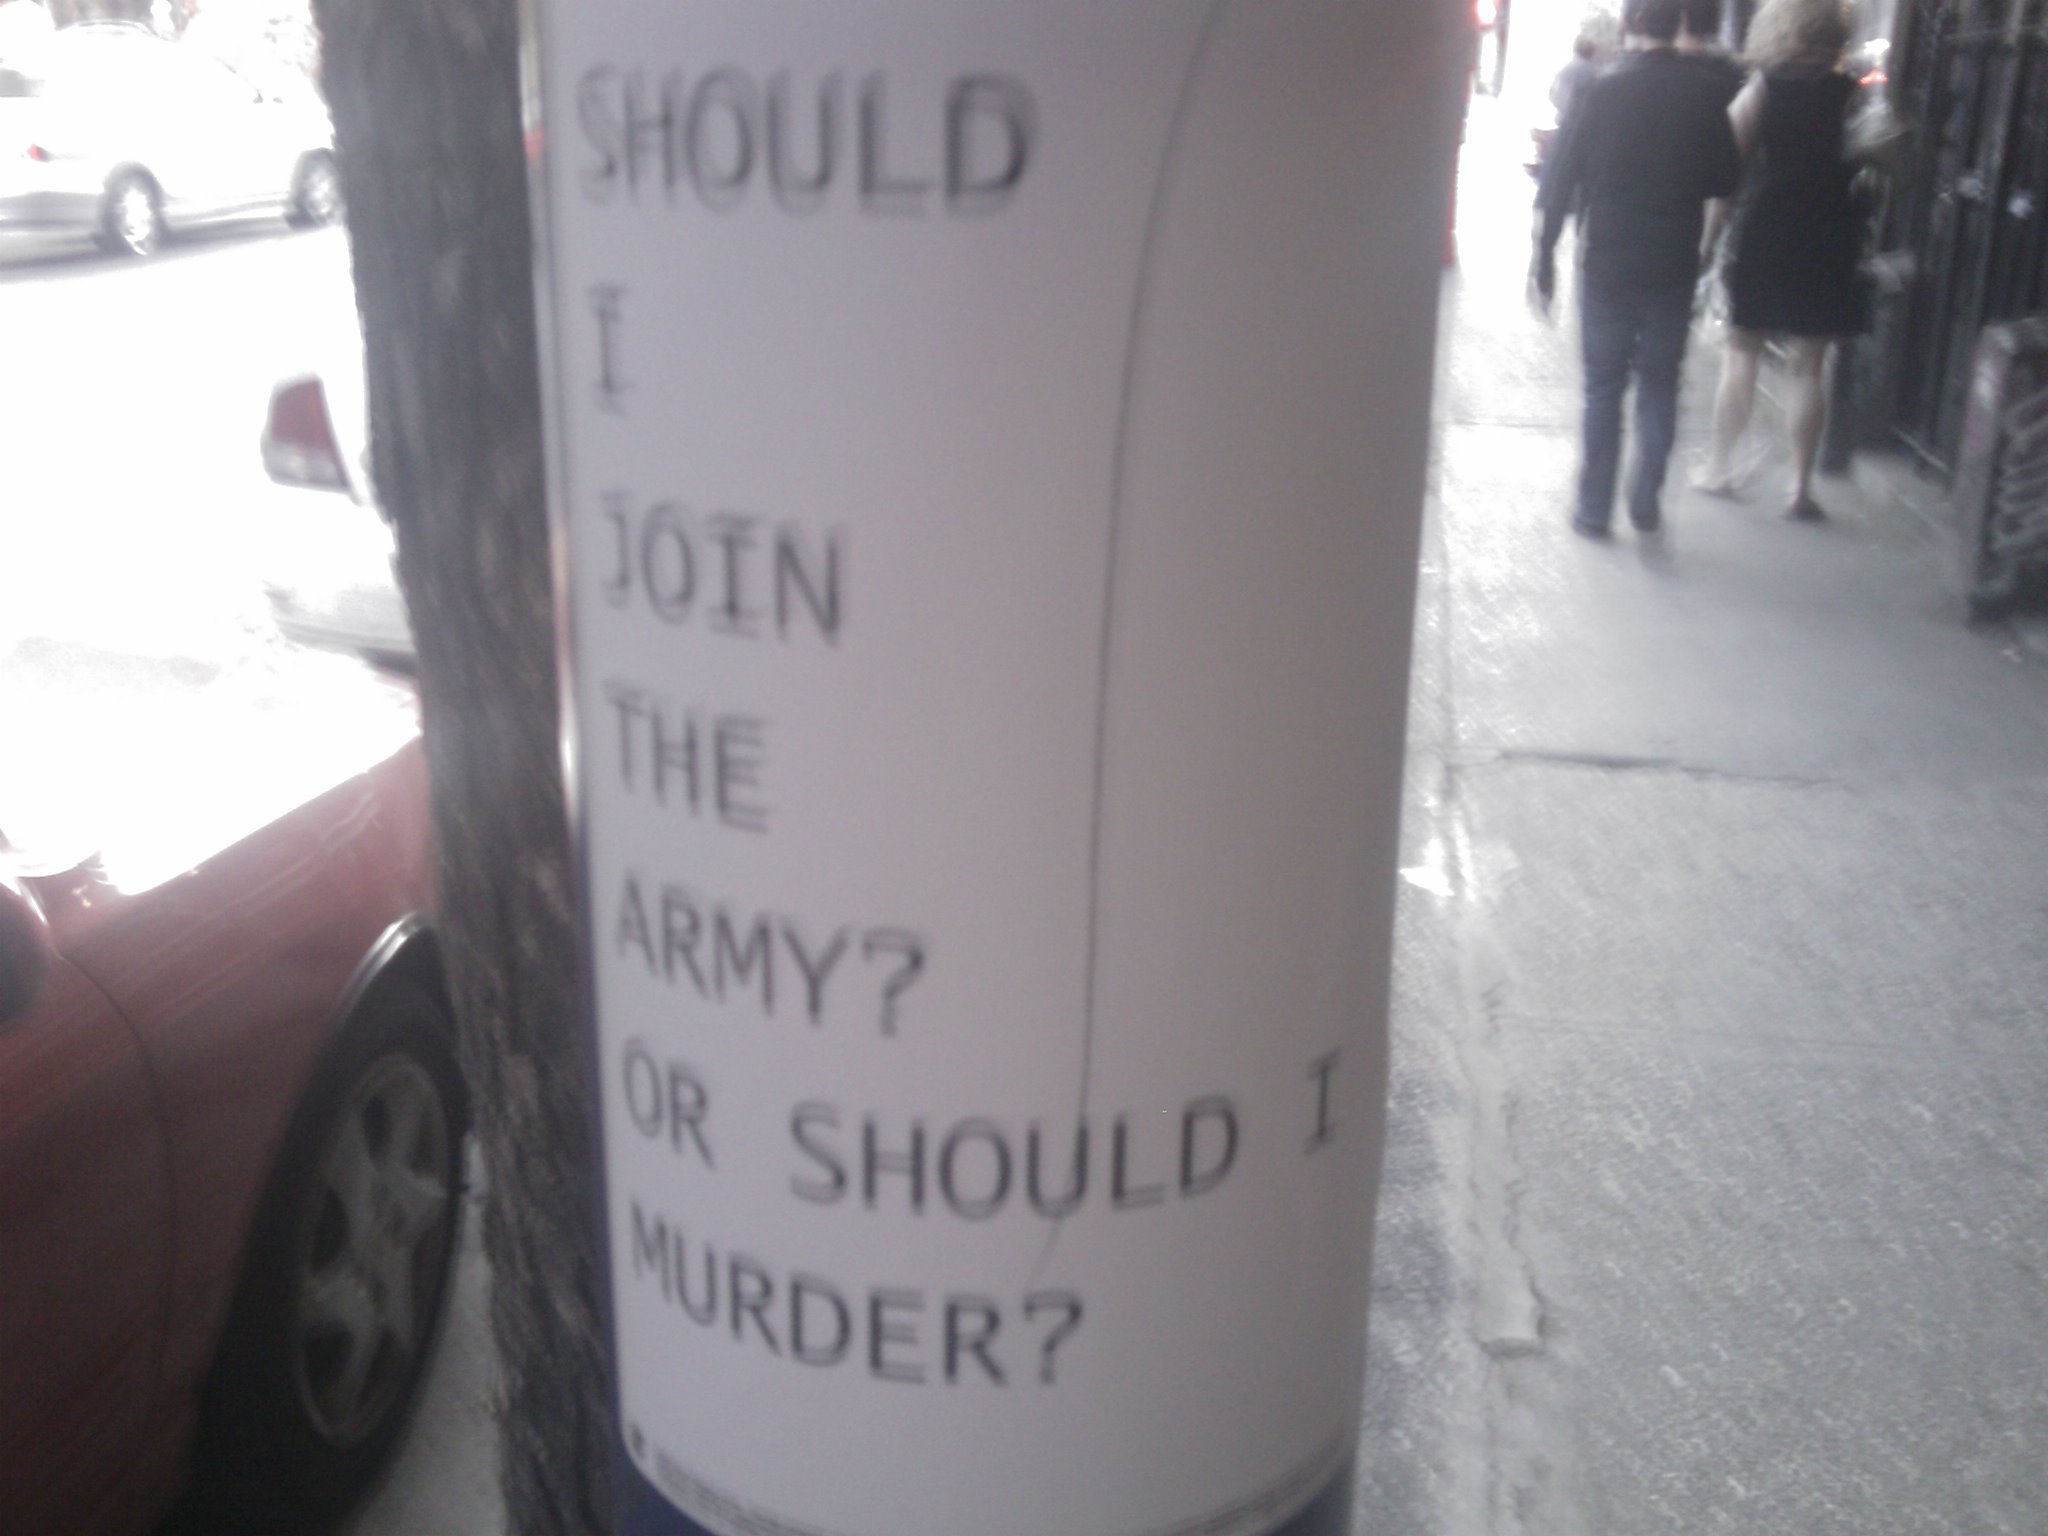 SHOULD
I
JOIN
THE
ARMY?
OR SHOULD I
MURDER?